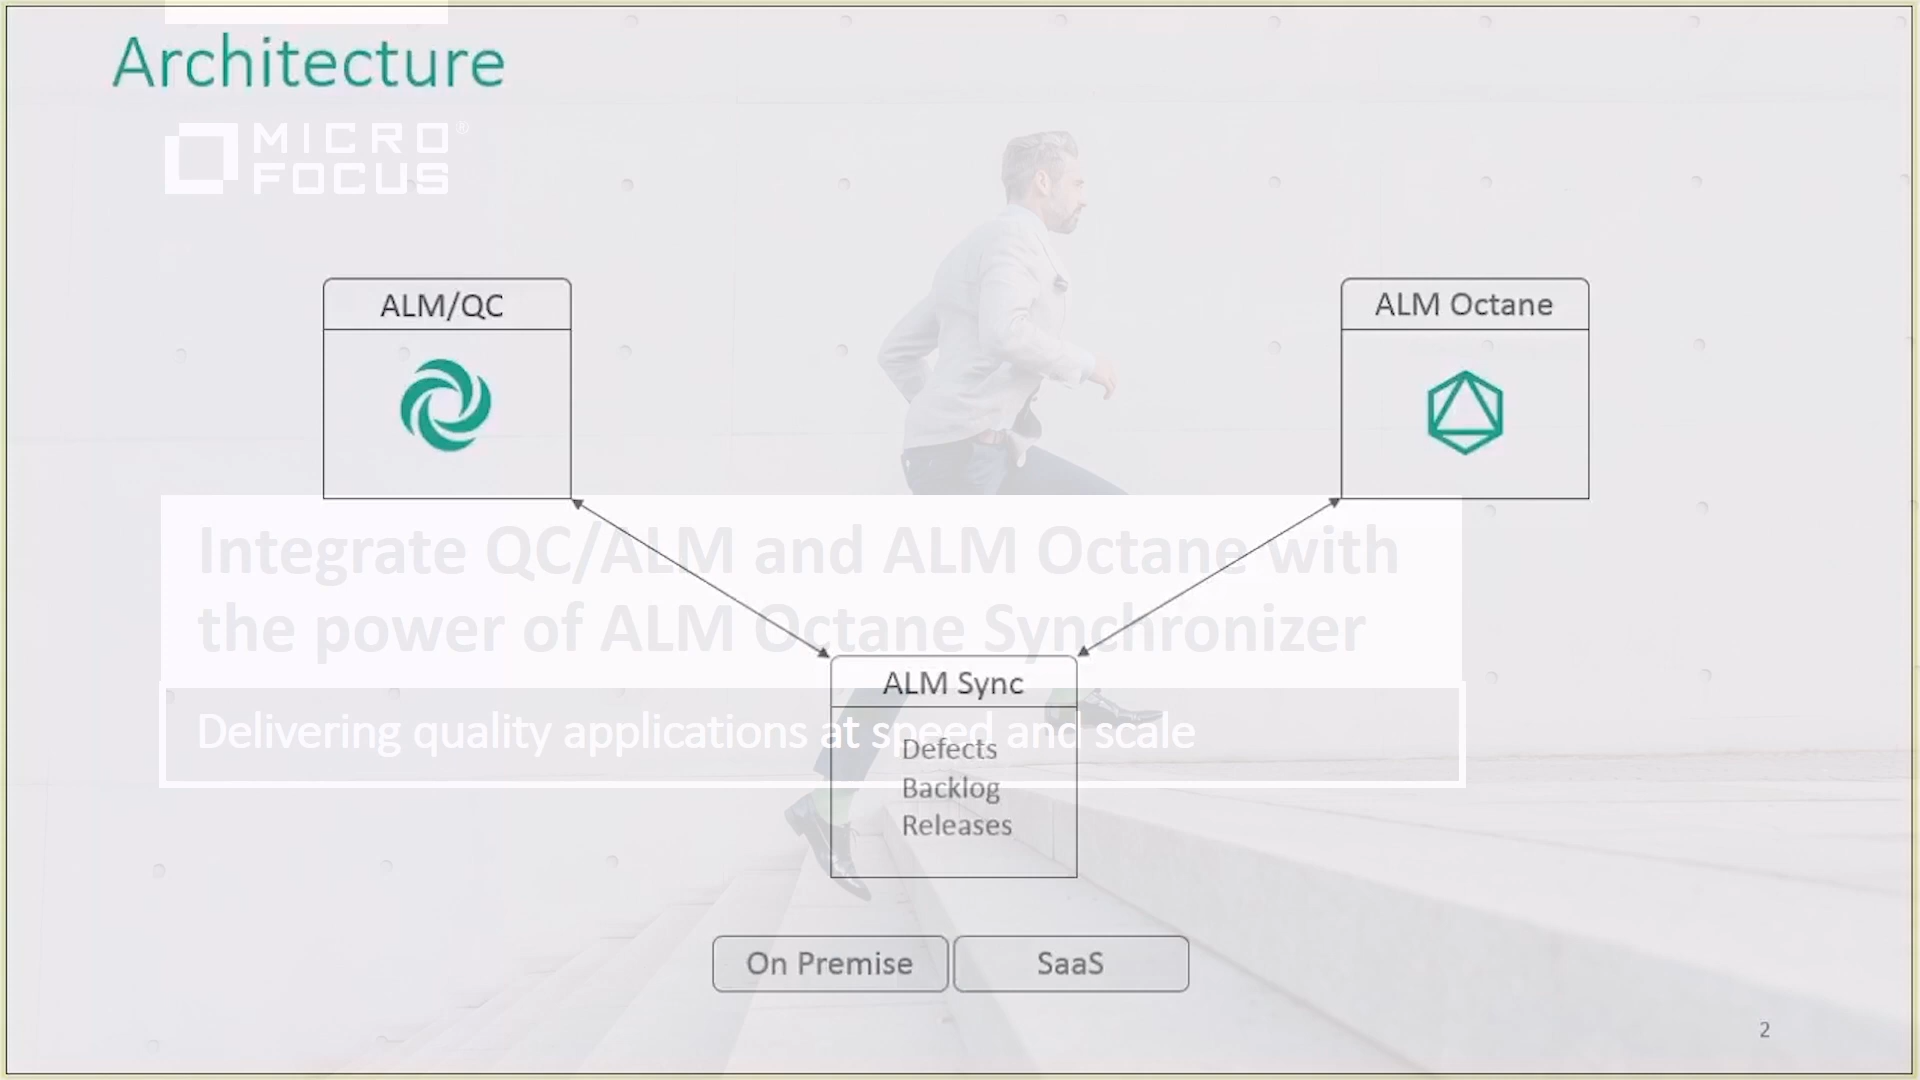 Architecture
MICRO
FOCUS®
ALM/QC
ALM Octane
Integrate QC/ALM and ALM Octane with
the power of ALM Octane Synchronizer
ALM Sync
Delivering quality applications at speed and scale
Defects
Backlog
Releases
On Premise
SaaS
2